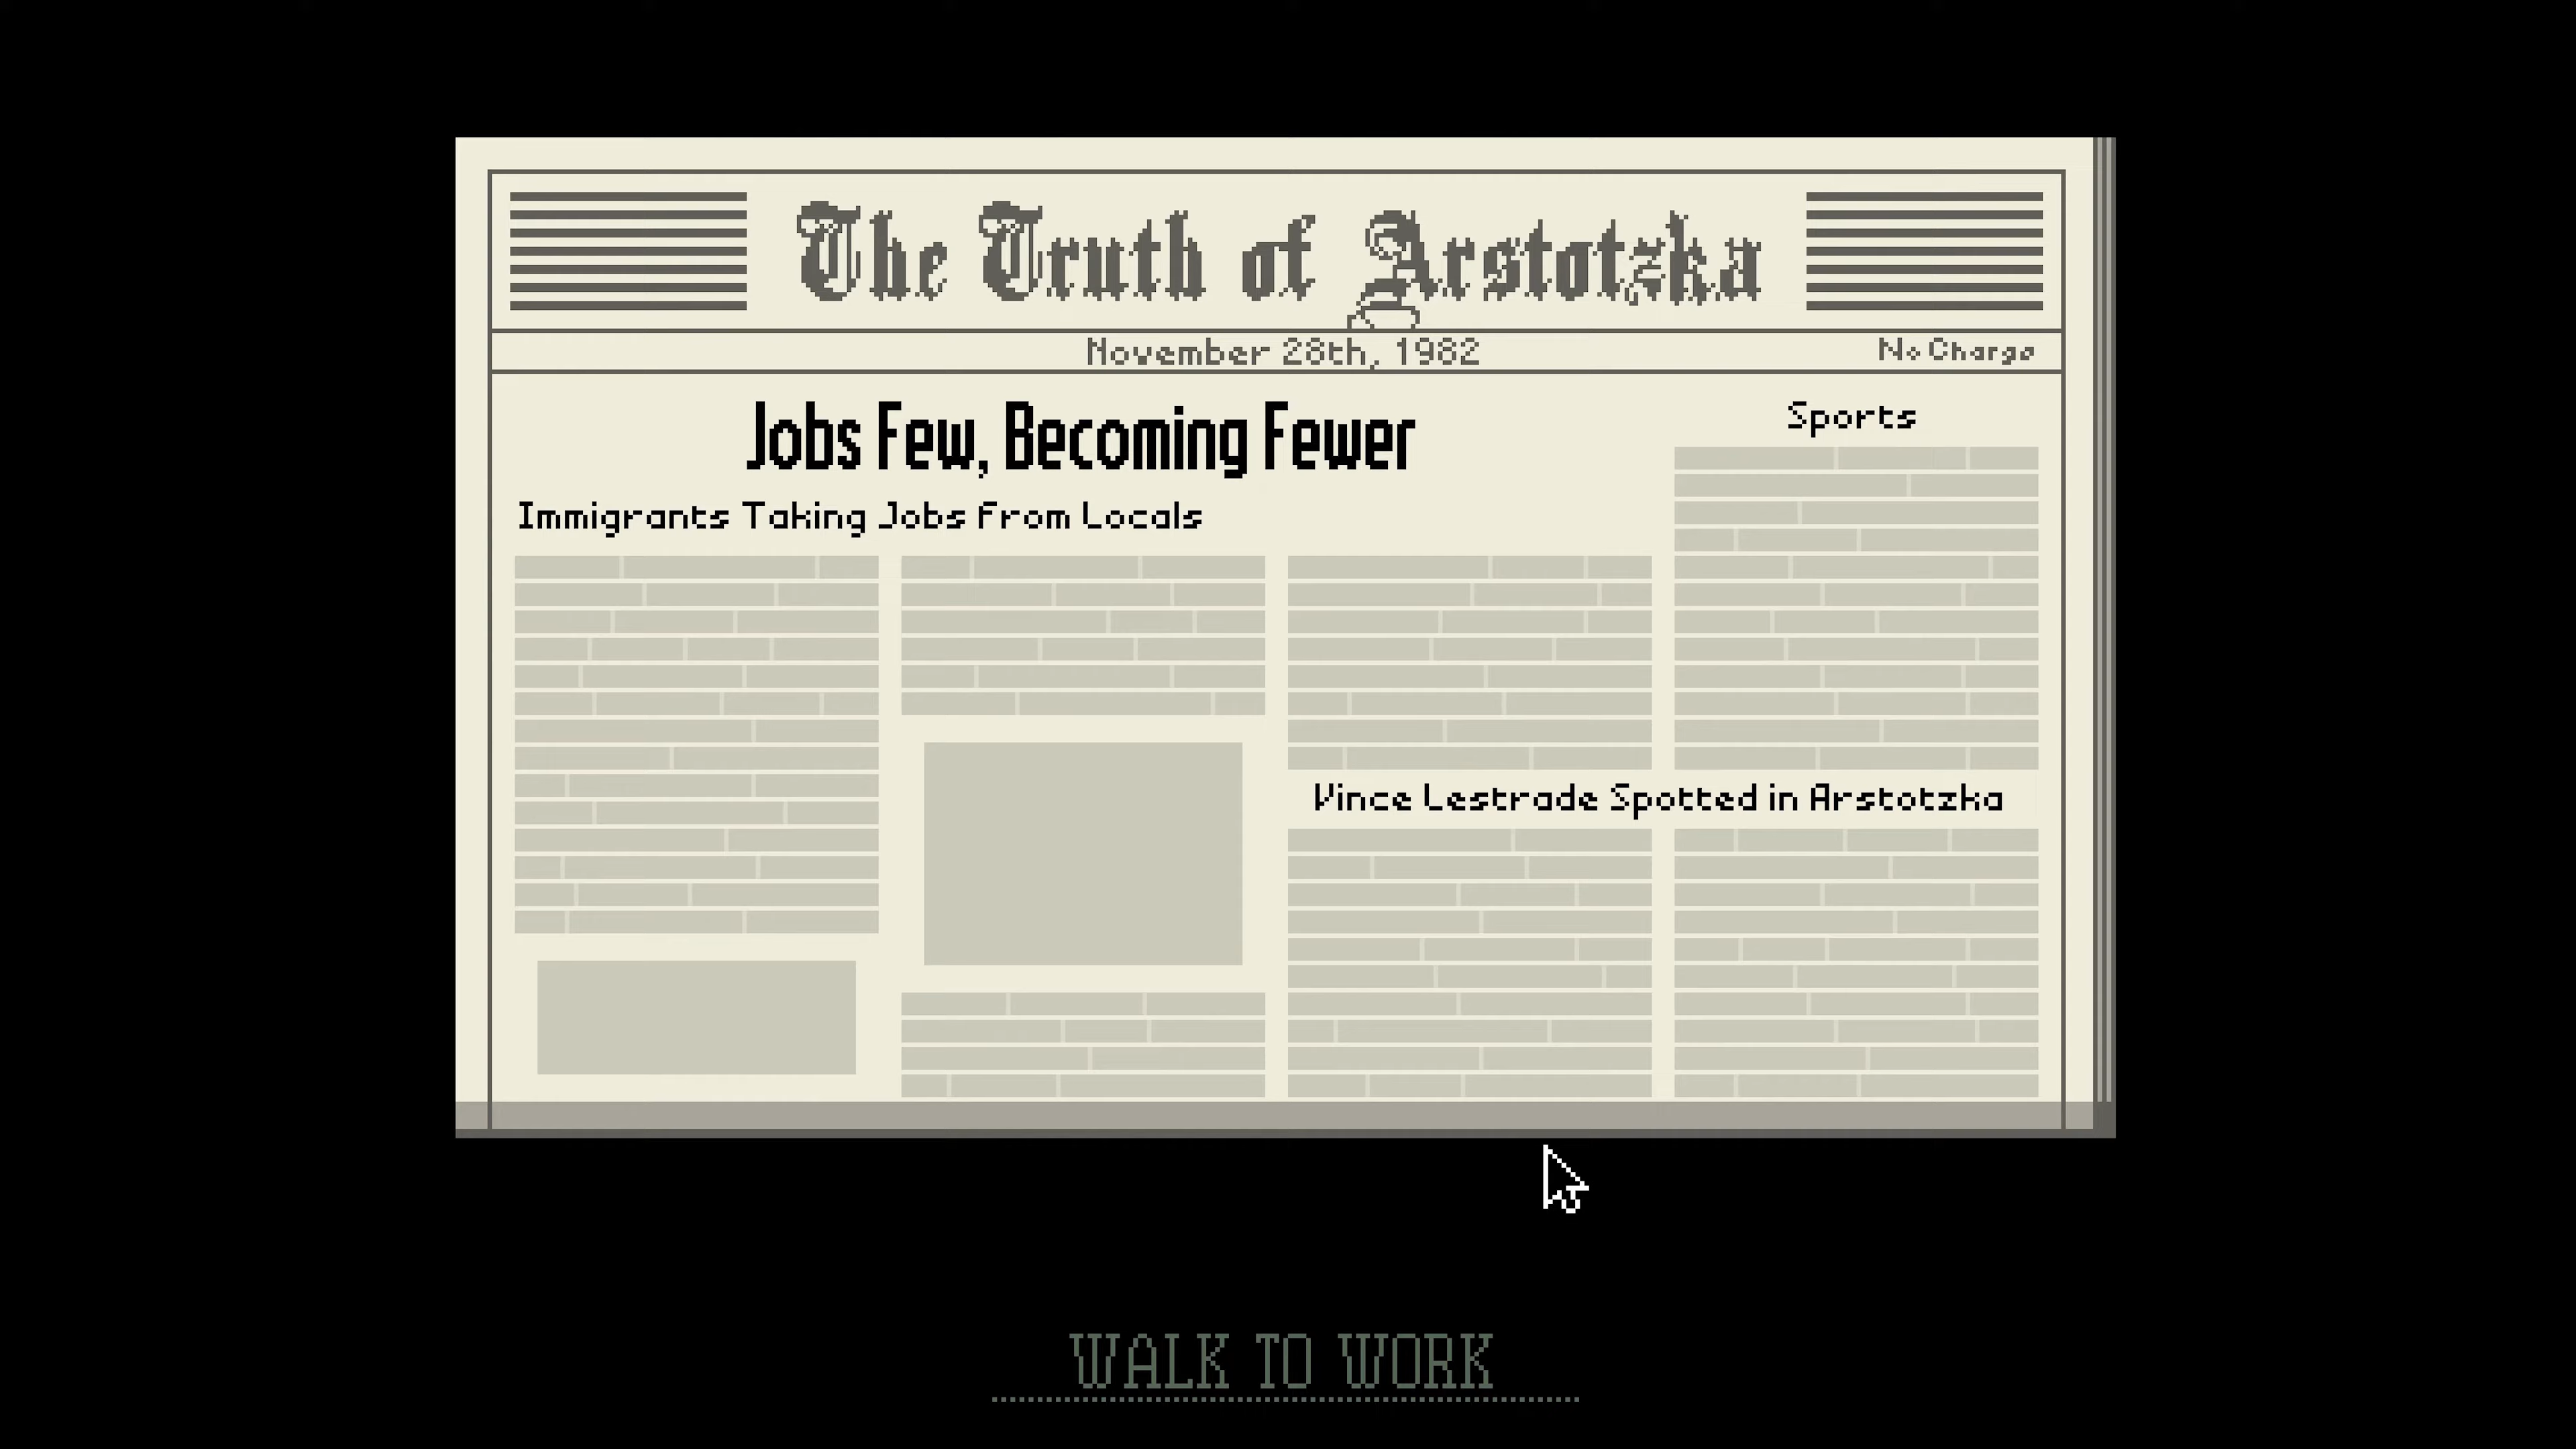 The Truth of Arstotzka
November 28th, 1982
No Charge
Jobs Few, Becoming Fewer
Immigrants Taking Jobs From Locals
Sports
Vince Lestrade Spotted in Arstotzka
WALK TO WORK